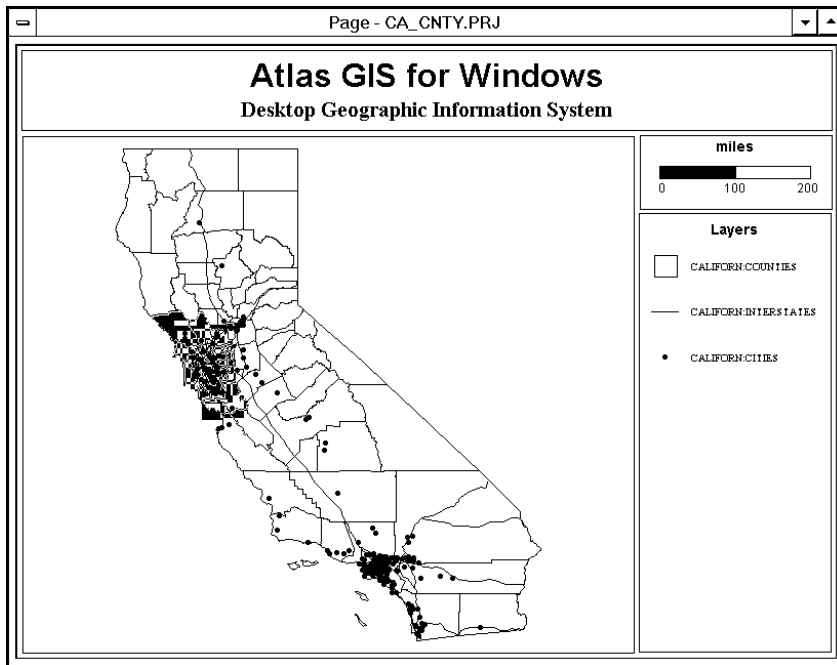 Page - CA_CNTY.PRJ
Atlas GIS for Windows
Desktop Geographic Information System
miles
0 100 200
Layers
CALIFORN:COUNTIES
CALIFORN:INTERSTATES
CALIFORN:CITIES